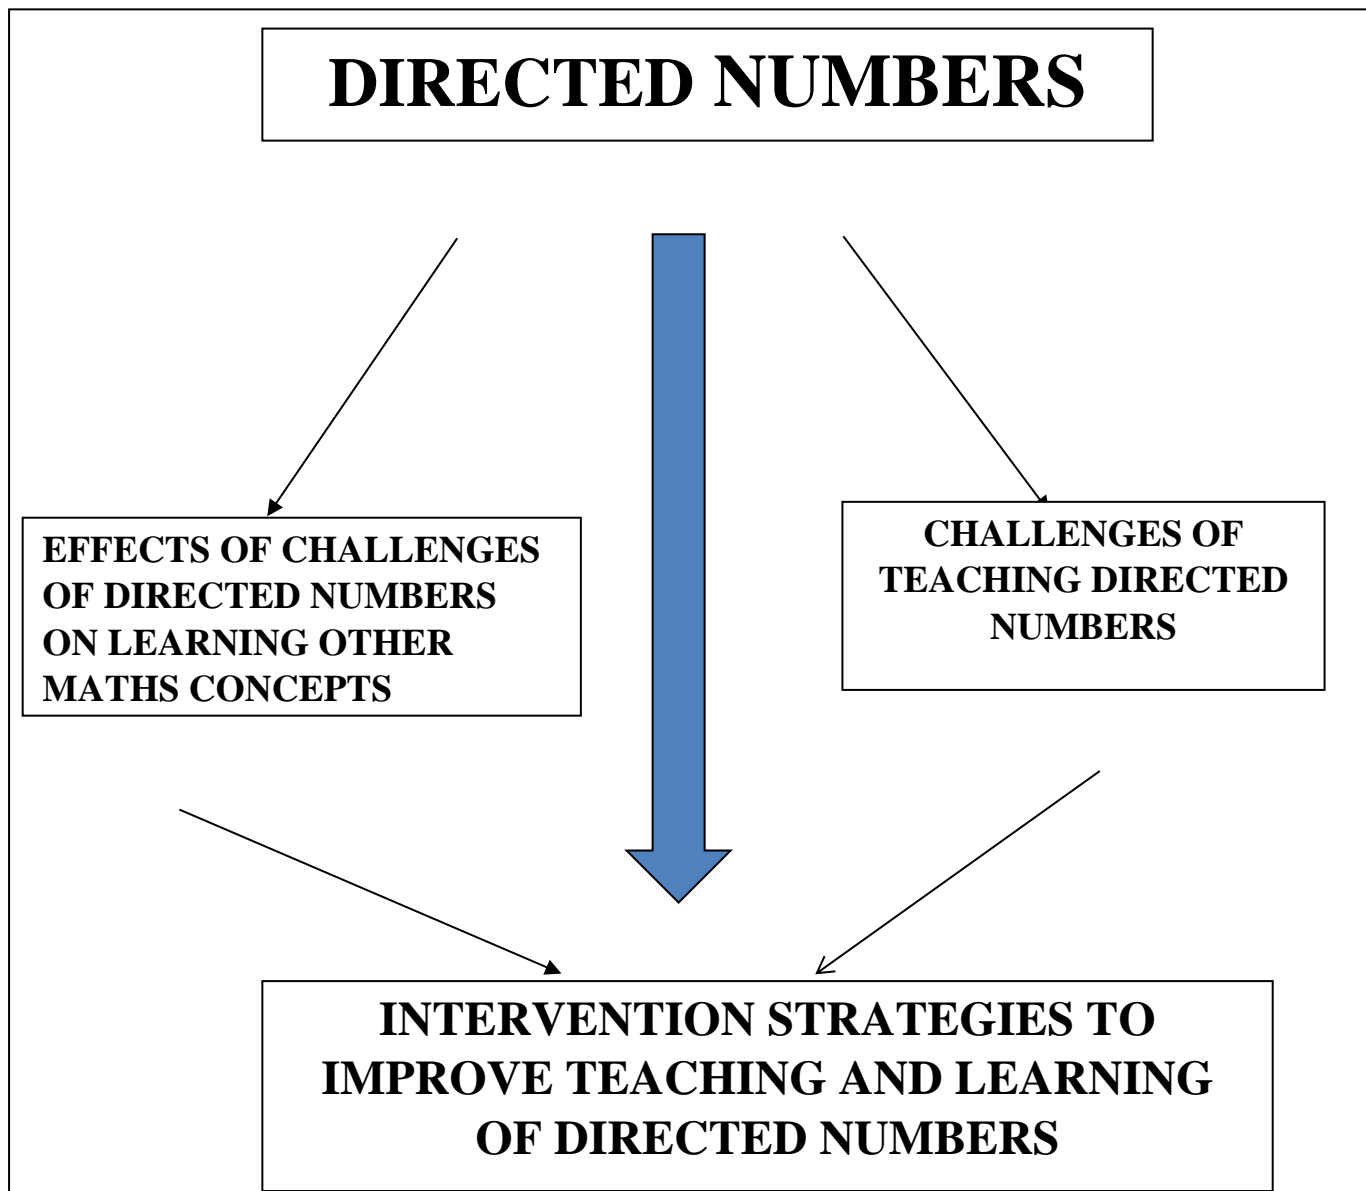 DIRECTED NUMBERS
EFFECTS OF CHALLENGES
OF DIRECTED NUMBERS
ON LEARNING OTHER
MATHS CONCEPTS
CHALLENGES OF
TEACHING DIRECTED
NUMBERS
INTERVENTION STRATEGIES TO
IMPROVE TEACHING AND LEARNING
OF DIRECTED NUMBERS